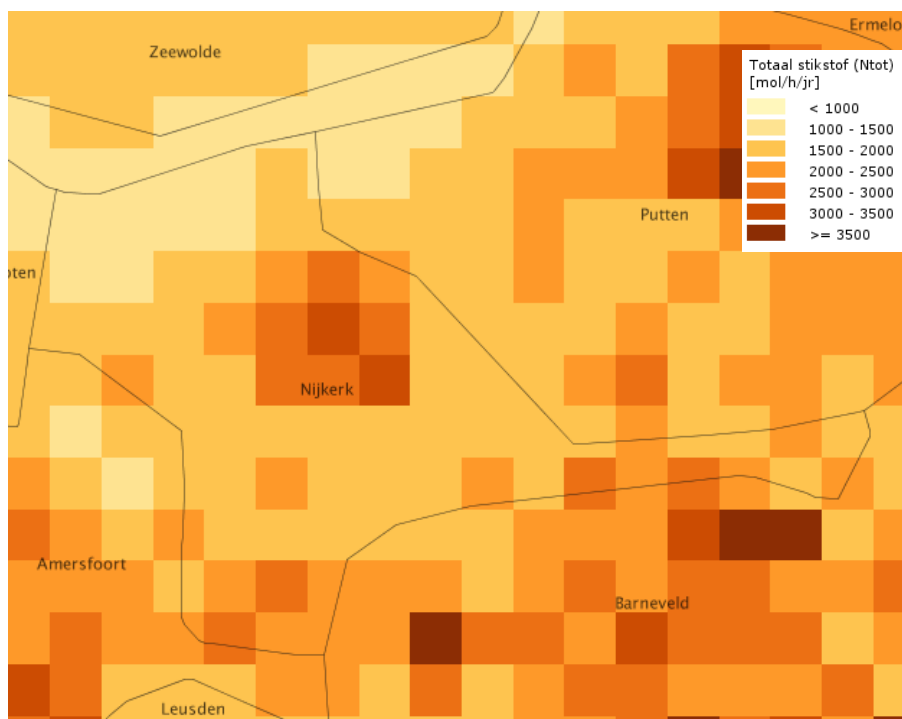 Ermelo
Zeewolde
Totaal stikstof (Ntot)
[mol/h/jr]
< 1000
1000 - 1500
1500 - 2000
2000 - 2500
2500 - 3000
3000 - 3500
>= 3500
Putten
oten
Nijkerk
Amersfoort
Barneveld
Leusden